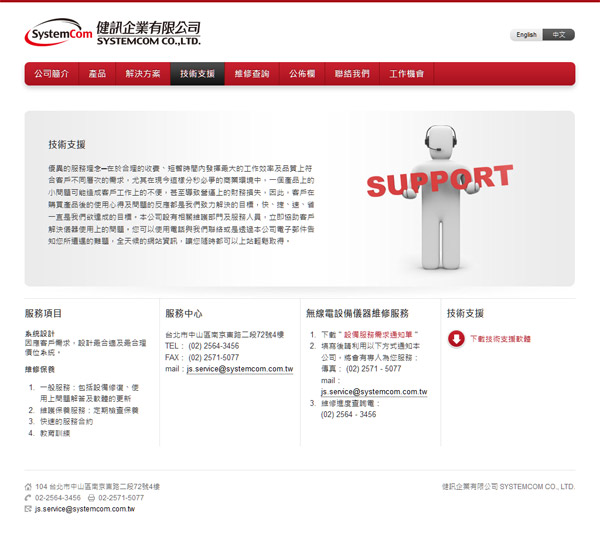 SystemCom 健訊企業有限公司
SYSTEMCOM CO.,LTD.
English 中文
公司簡介 產品 解決方案 技術支援 維修查詢 公佈欄 聯絡我們 工作機會
技術支援
優異的服務理念─在於合理的收費、短暫時間內發揮最大的工作效率及品質上符
合客戶不同層次的需求，尤其在現今這樣分秒必爭的商業環境中，一個產品上的
小問題可能造成客戶工作上的不便，甚至導致營運上的財務損失，因此，客戶在
購買產品後的使用心得及問題的反應都是我們致力解決的目標，快、捷、速、省
一直是我們欲達成的目標。本公司設有相關維護部門及服務人員，立即協助客戶
解決儀器使用上的問題。您可以使用電話與我們聯絡或是透過本公司電子郵件告
知您所遭遇的難題，全天候的網站資訊，讓您隨時都可以上站輕鬆取得。
SUPPORT
服務項目
系統設計
因應客戶需求，設計最合適及最合理
價位系統。
維修保養
1. 一般服務：包括設備修復、使
用上問題解答及軟體的更新
2. 維護保養服務：定期檢查保養
3. 快速的服務合約
4. 教育訓練
服務中心
台北市中山區南京東路二段72號4樓
TEL： (02) 2564-3456
FAX： (02) 2571-5077
mail：js.service@systemcom.com.tw
無線電設備儀器維修服務
1. 下載＂設備服務需求通知單＂
2. 填寫後請利用以下方式通知本
公司，將會有專人為您服務：
傳真： (02) 2571 - 5077
mail：
js.service@systemcom.com.tw
3. 維修進度查詢電：
(02) 2564 - 3456
技術支援
下載技術支援軟體
104 台北市中山區南京東路二段72號4樓
02-2564-3456 02-2571-5077
js.service@systemcom.com.tw
健訊企業有限公司 SYSTEMCOM CO., LTD.